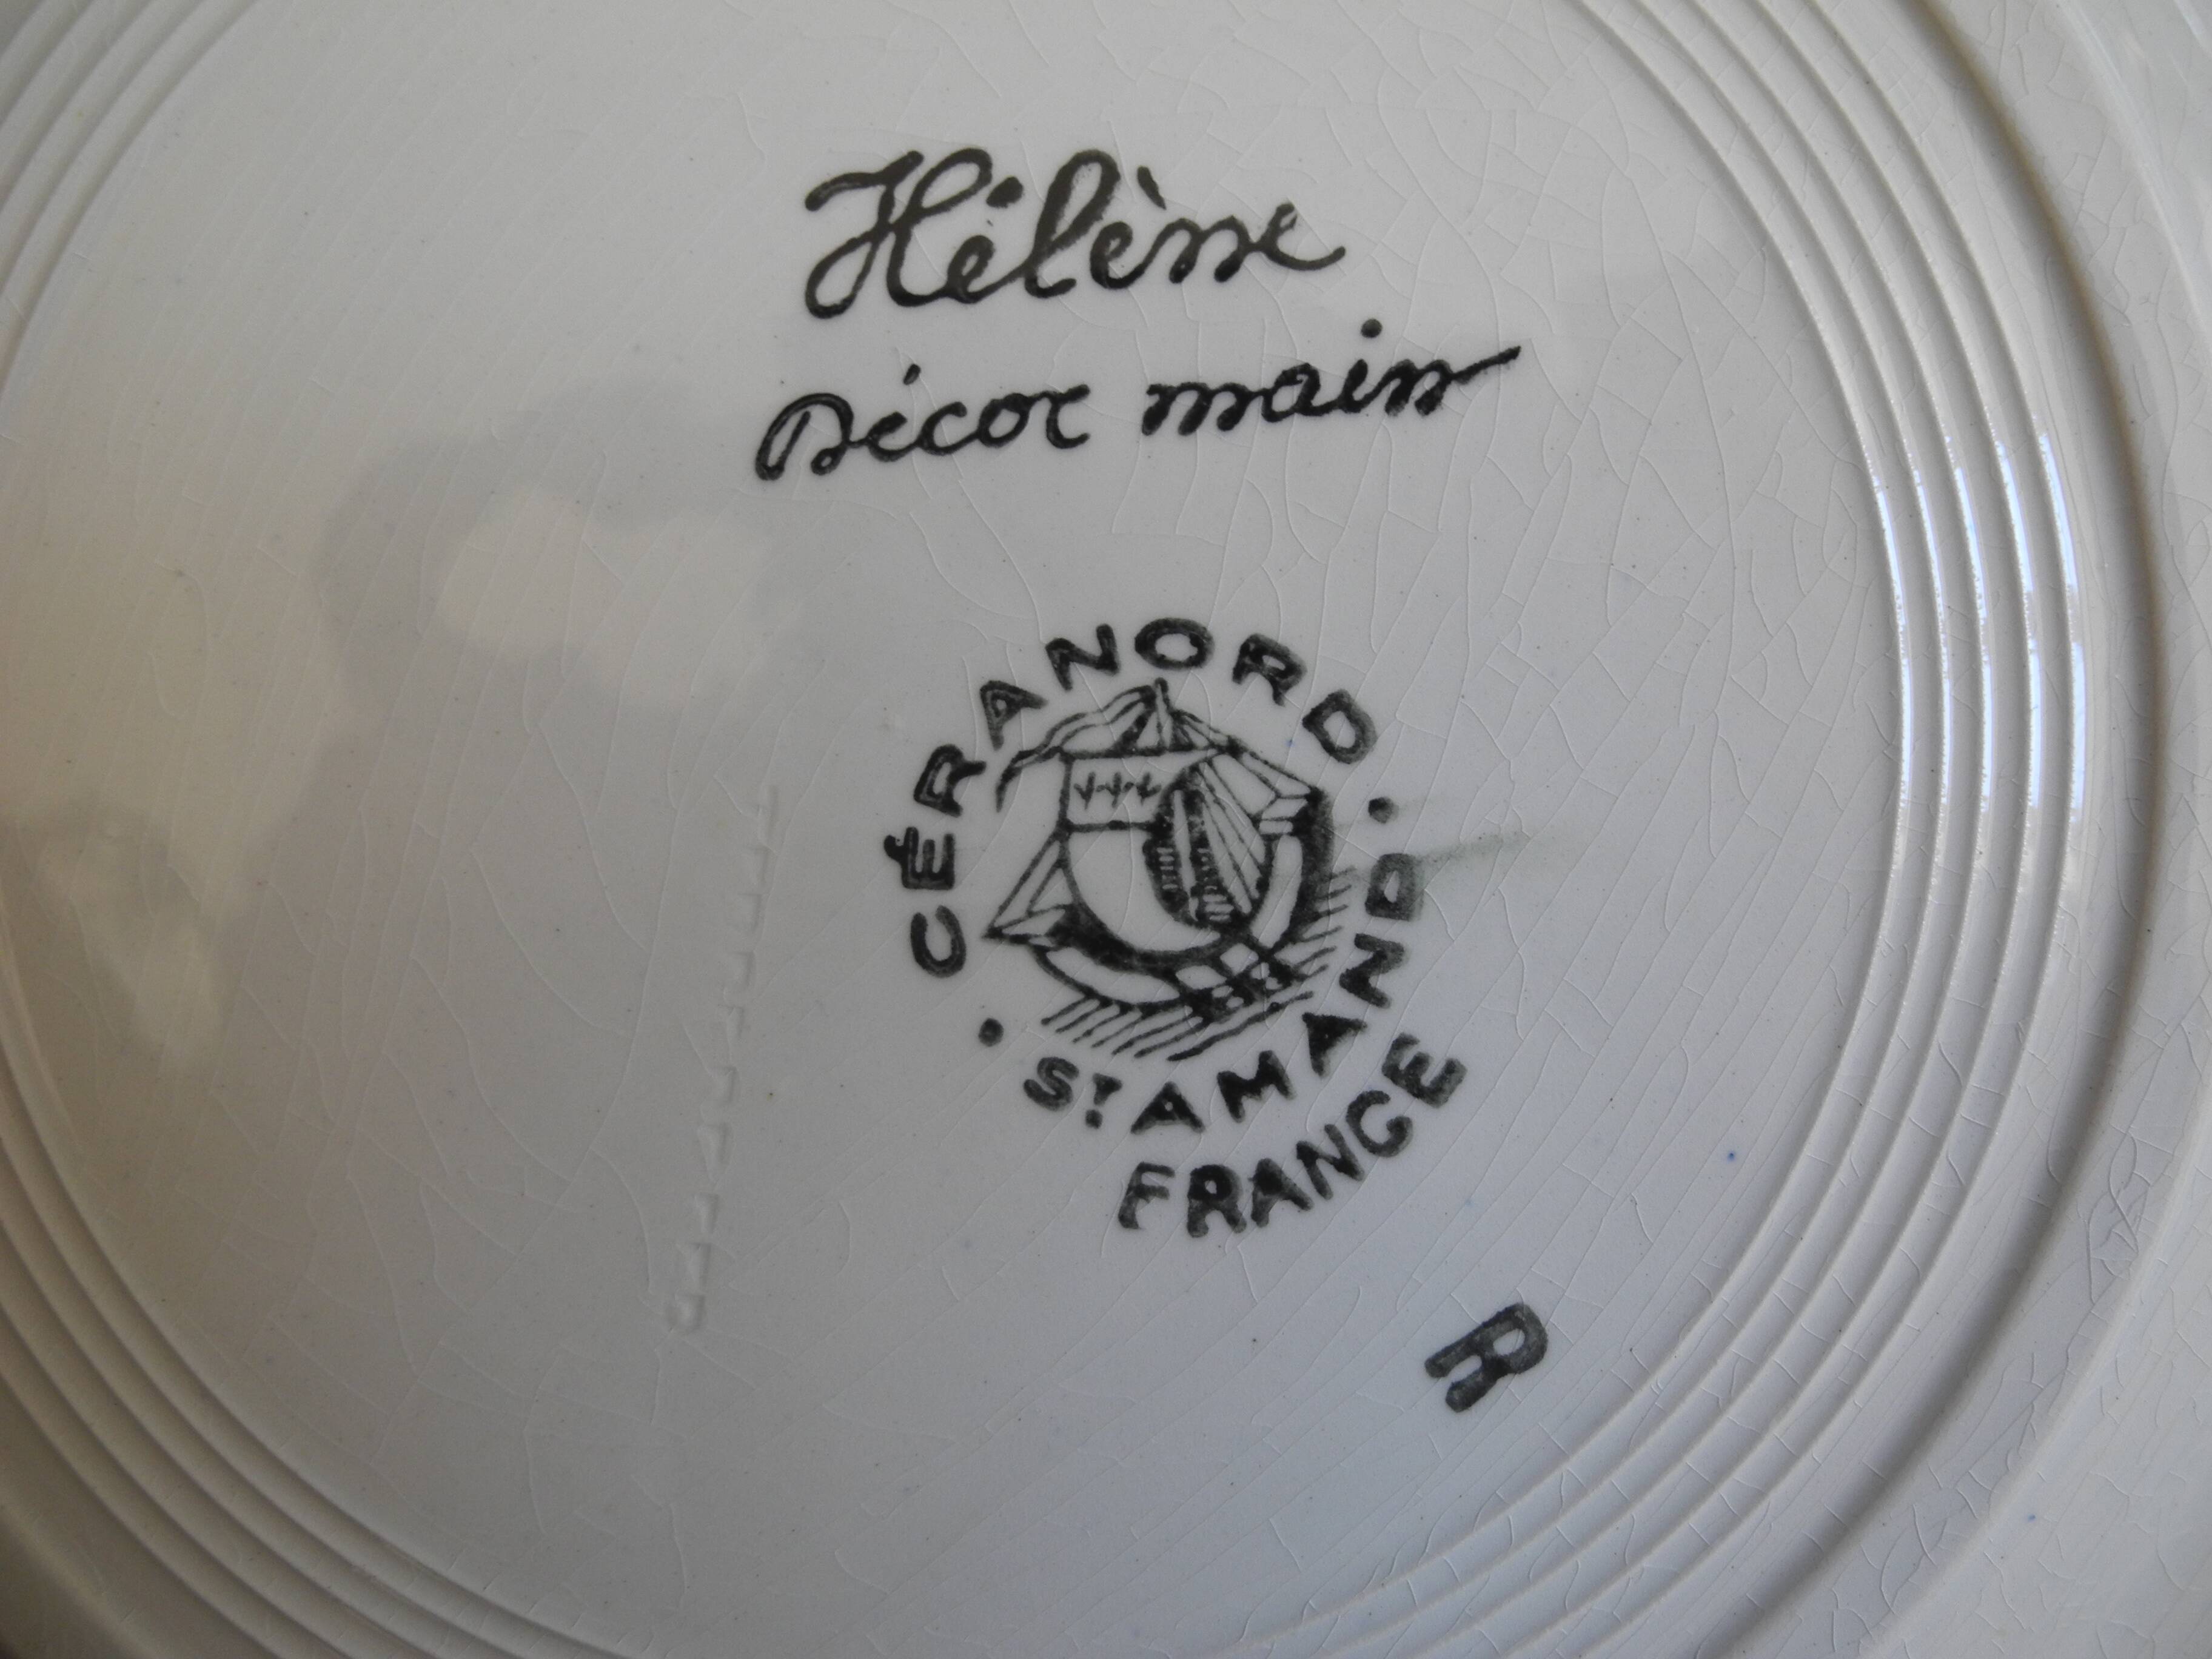 Hélène
Décor main
CÉRANORD
ST AMAND
FRANCE
R